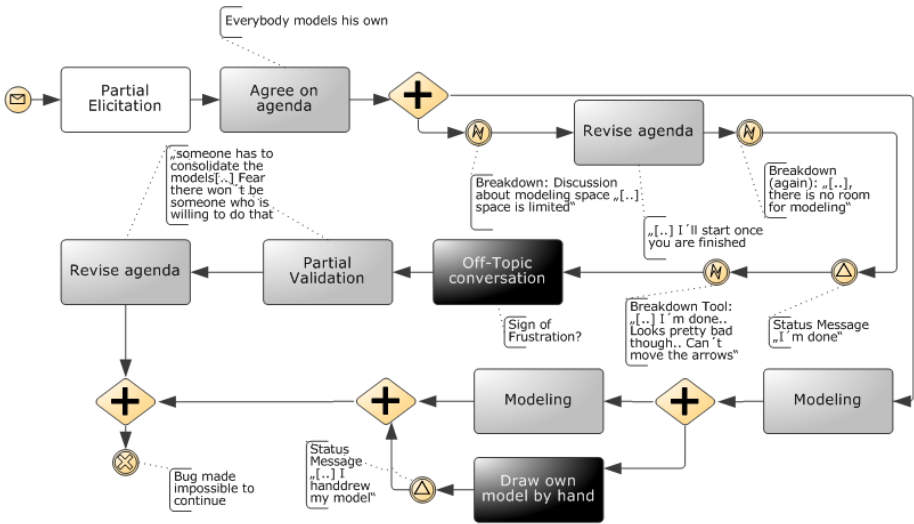 Everybody models his own
Partial
Elicitation
Agree on
agenda
Revise agenda
„someone has to
consolidate the
models[..] Fear
there won´t be
someone who is
willing to do that
Breakdown: Discussion
about modeling space „[..]
space is limited“
Breakdown
(again): „[..],
there is no room
for modeling“
„[..] I´ll start once
you are finished
Revise agenda
Partial
Validation
Off-Topic
conversation
Breakdown Tool:
„[..] I´m done..
Looks pretty bad
though.. Can´t
move the arrows“
Status Message
„I´m done“
Sign of
Frustration?
Modeling
Modeling
Status
Message
„[..] I
handdrew
my model“
Draw own
model by hand
Bug made
impossible to
continue